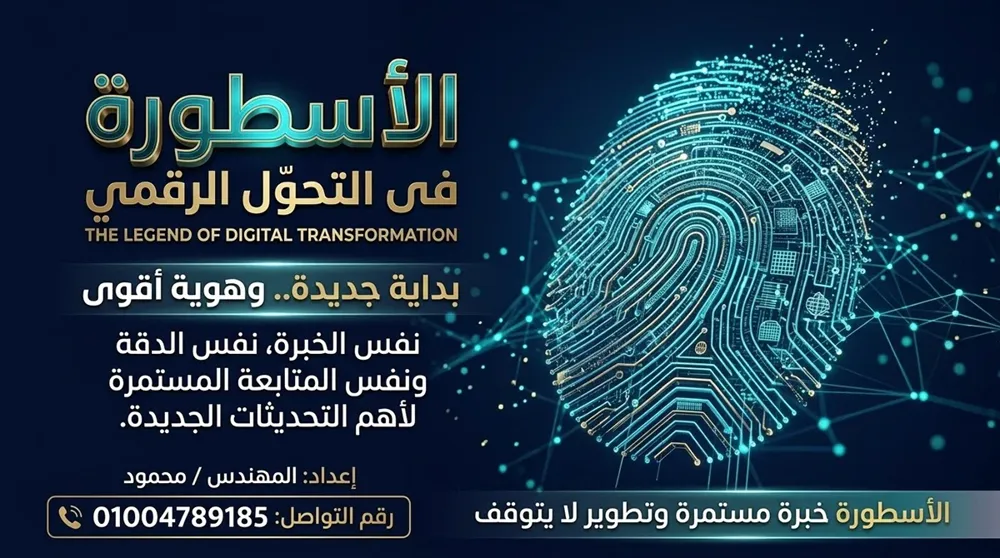 الأسطورة
فى التحوّل الرقمي
THE LEGEND OF DIGITAL TRANSFORMATION
بداية جديدة.. وهوية أقوى
نفس الخبرة، نفس الدقة
ونفس المتابعة المستمرة
لأهم التحديثات الجديدة.
إعداد: المهندس / محمود
رقم التواصل: 01004789185
الأسطورة خبرة مستمرة وتطوير لا يتوقف